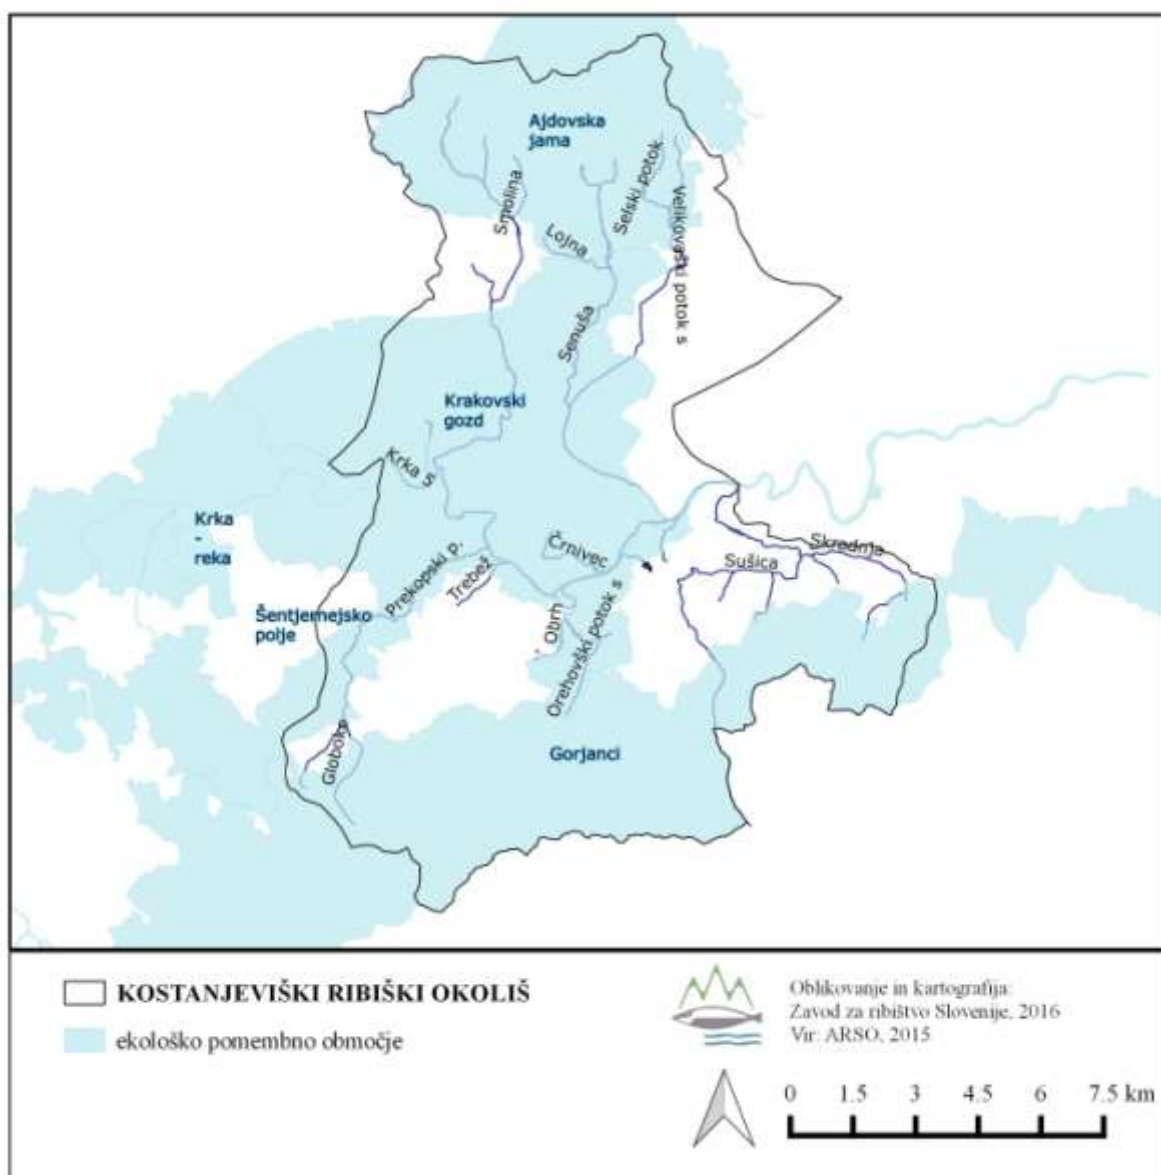 Ajdovska
jama
Smolina
Lojna
Selski potok
Velikovaški potok s
Senuša
Krakovski
gozd
Krka s
Krka
-
reka
Črnivec
Skrednja
Sušica
Prekopski p.
Trebež
Šentjernejsko
polje
Obrh
Orehovški potok s
Globoko
Gorjanci
KOSTANJEVIŠKI RIBIŠKI OKOLIŠ
ekološko pomembno območje
Oblikovanje in kartografija:
Zavod za ribištvo Slovenije, 2016
Vir: ARSO, 2015
0 1.5 3 4.5 6 7.5 km